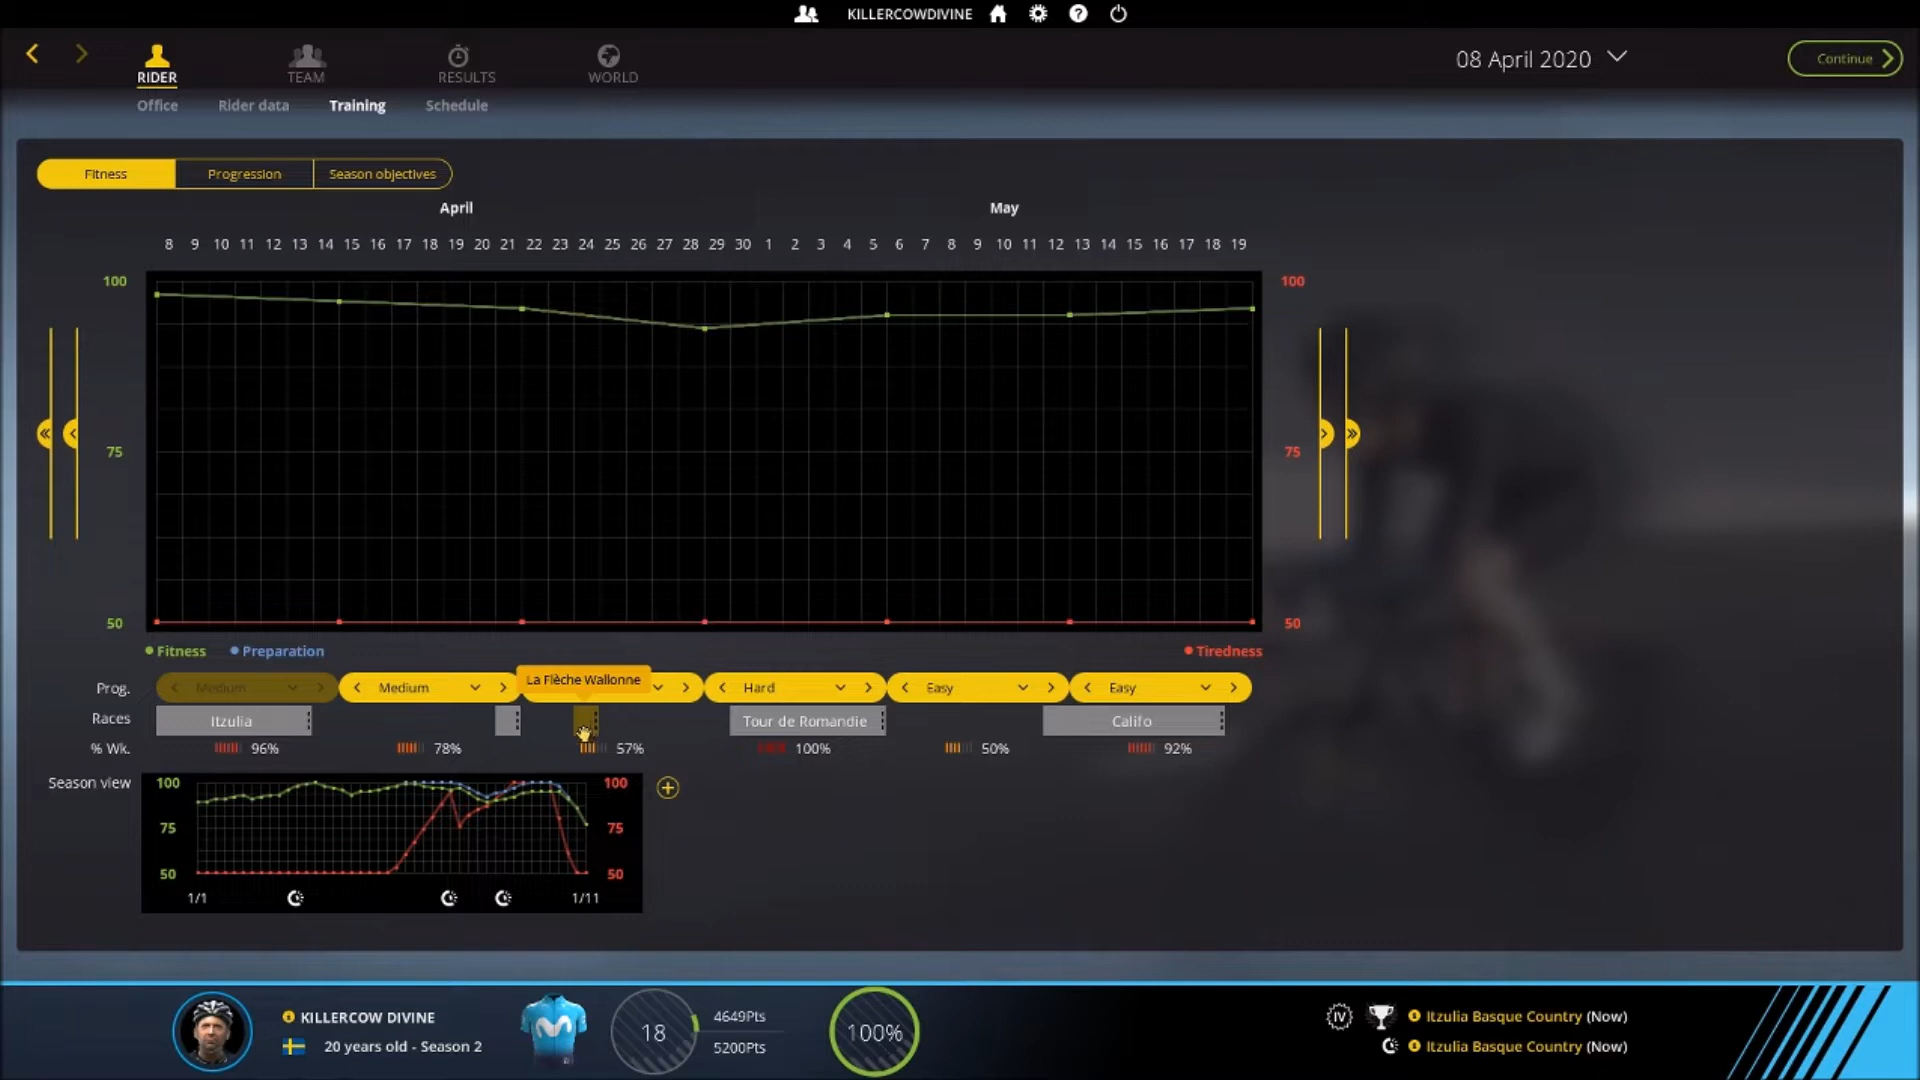 KILLERCOWDIVINE
RIDER TEAM RESULTS WORLD
08 April 2020
Continue
Office Rider data Training Schedule
Fitness Progression Season objectives
April May
8 9 10 11 12 13 14 15 16 17 18 19 20 21 22 23 24 25 26 27 28 29 30 1 2 3 4 5 6 7 8 9 10 11 12 13 14 15 16 17 18 19
100 100
75 75
50 50
Fitness Preparation Tiredness
La Flèche Wallonne
Prog. Medium Medium Hard Easy Easy
Races Itzulia Tour de Romandie Califo
% Wk. 96% 78% 57% 100% 50% 92%
Season view 100 100
75 75
50 50
1/1 1/11
KILLERCOW DIVINE
20 years old - Season 2
18
4649Pts
5200Pts
100%
IV Itzulia Basque Country (Now)
Itzulia Basque Country (Now)